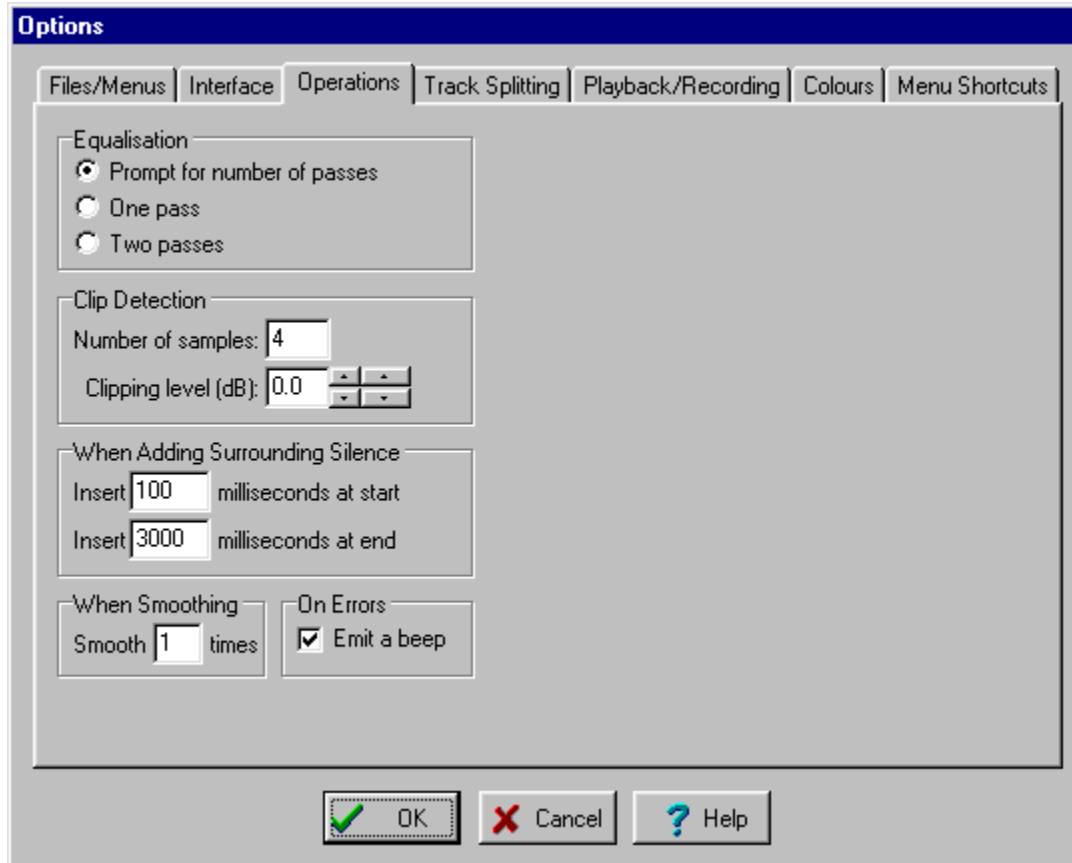 Options
Files/Menus Interface Operations Track Splitting Playback/Recording Colours Menu Shortcuts
Equalisation
Prompt for number of passes
One pass
Two passes
Clip Detection
Number of samples: 4
Clipping level (dB): 0.0
When Adding Surrounding Silence
Insert 100 milliseconds at start
Insert 3000 milliseconds at end
When Smoothing
Smooth 1 times
On Errors
Emit a beep
OK Cancel Help